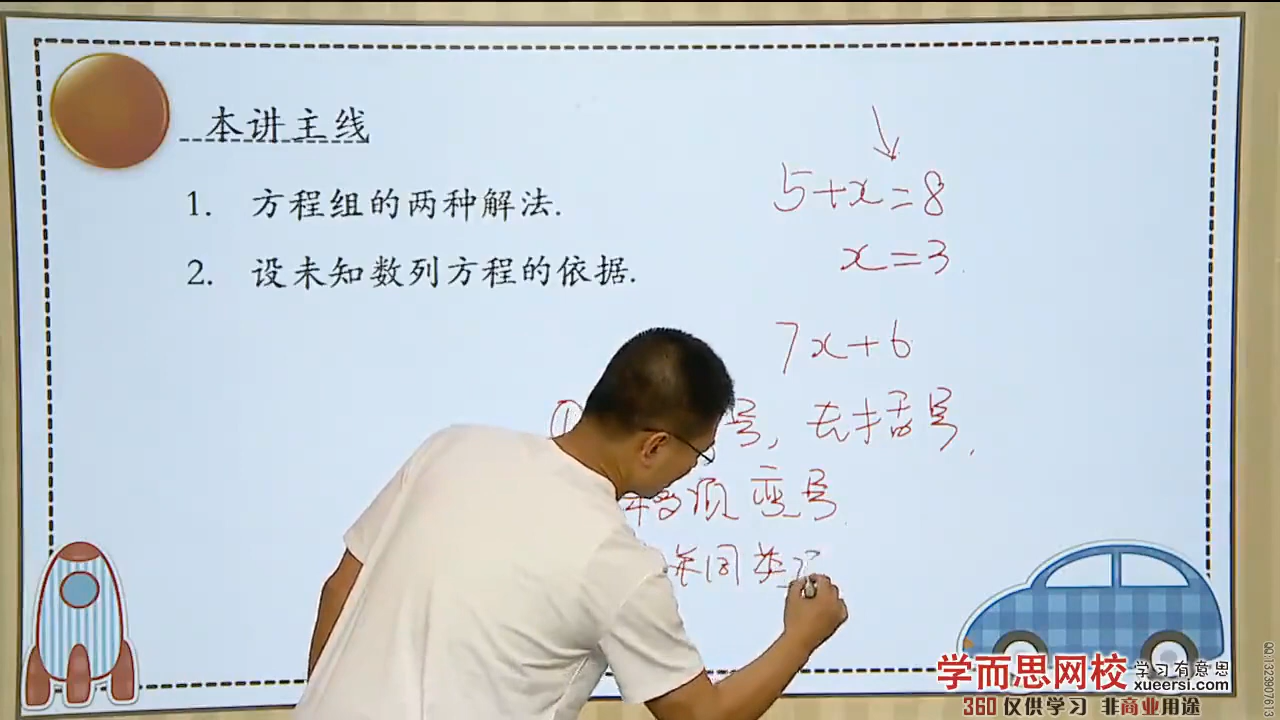 本讲主线
1. 方程组的两种解法.
2. 设未知数列方程的依据.
5+x=8
x=3
7x+6
①
号,去括号.
移项变号
同类
学而思网校 学习有意思
xueersi.com
360 仅供学习 非商业用途
QQ132907613